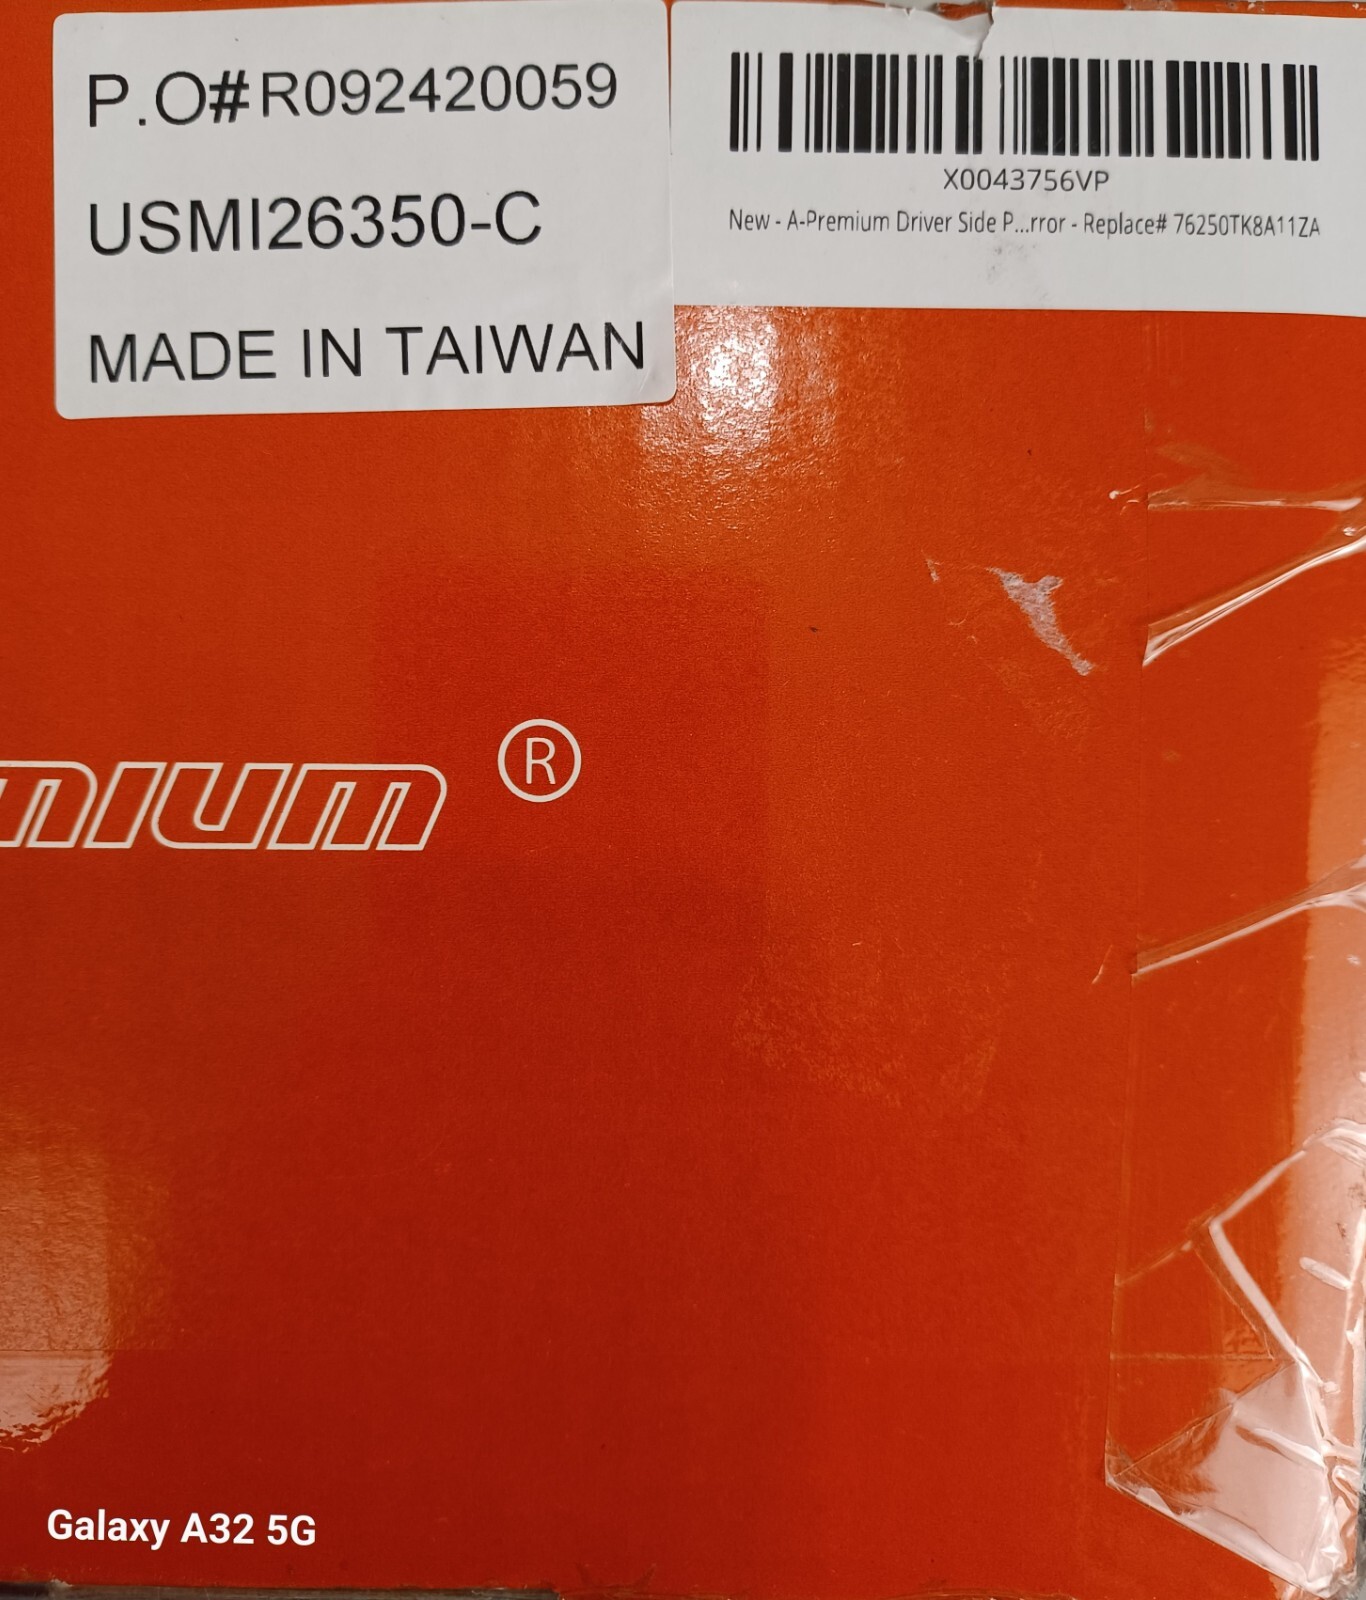 P.O#R092420059
USMI26350-C
MADE IN TAIWAN
X0043756VP
New - A-Premium Driver Side P...rror - Replace# 76250TK8A11ZA
mium ®
Galaxy A32 5G